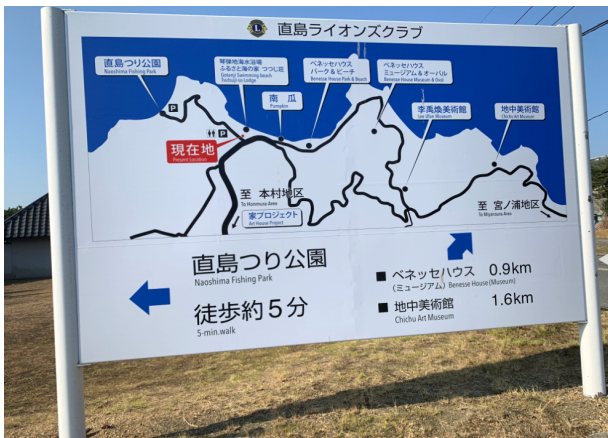 直島ライオンズクラブ
直島つり公園
Naoshima Fishing Park
琴弾地海水浴場
ふるさと海の家 つつじ荘
Gotanji Swimming beach
Tsutsuji-so Lodge
南瓜
Pumpkin
ベネッセハウス
パーク&ビーチ
Benesse House Park & Beach
ベネッセハウス
ミュージアム&オーバル
Benesse House Museum & Oval
李禹煥美術館
Lee Ufan Museum
地中美術館
Chichu Art Museum
P
P
現在地
Present Location
至 本村地区
To Honmura Area
家プロジェクト
Art House Project
至 宮ノ浦地区
To Miyanoura Area
直島つり公園
Naoshima Fishing Park
徒歩約5分
5-min.walk
■ ベネッセハウス 0.9km
(ミュージアム) Benesse House (Museum)
■ 地中美術館 1.6km
Chichu Art Museum